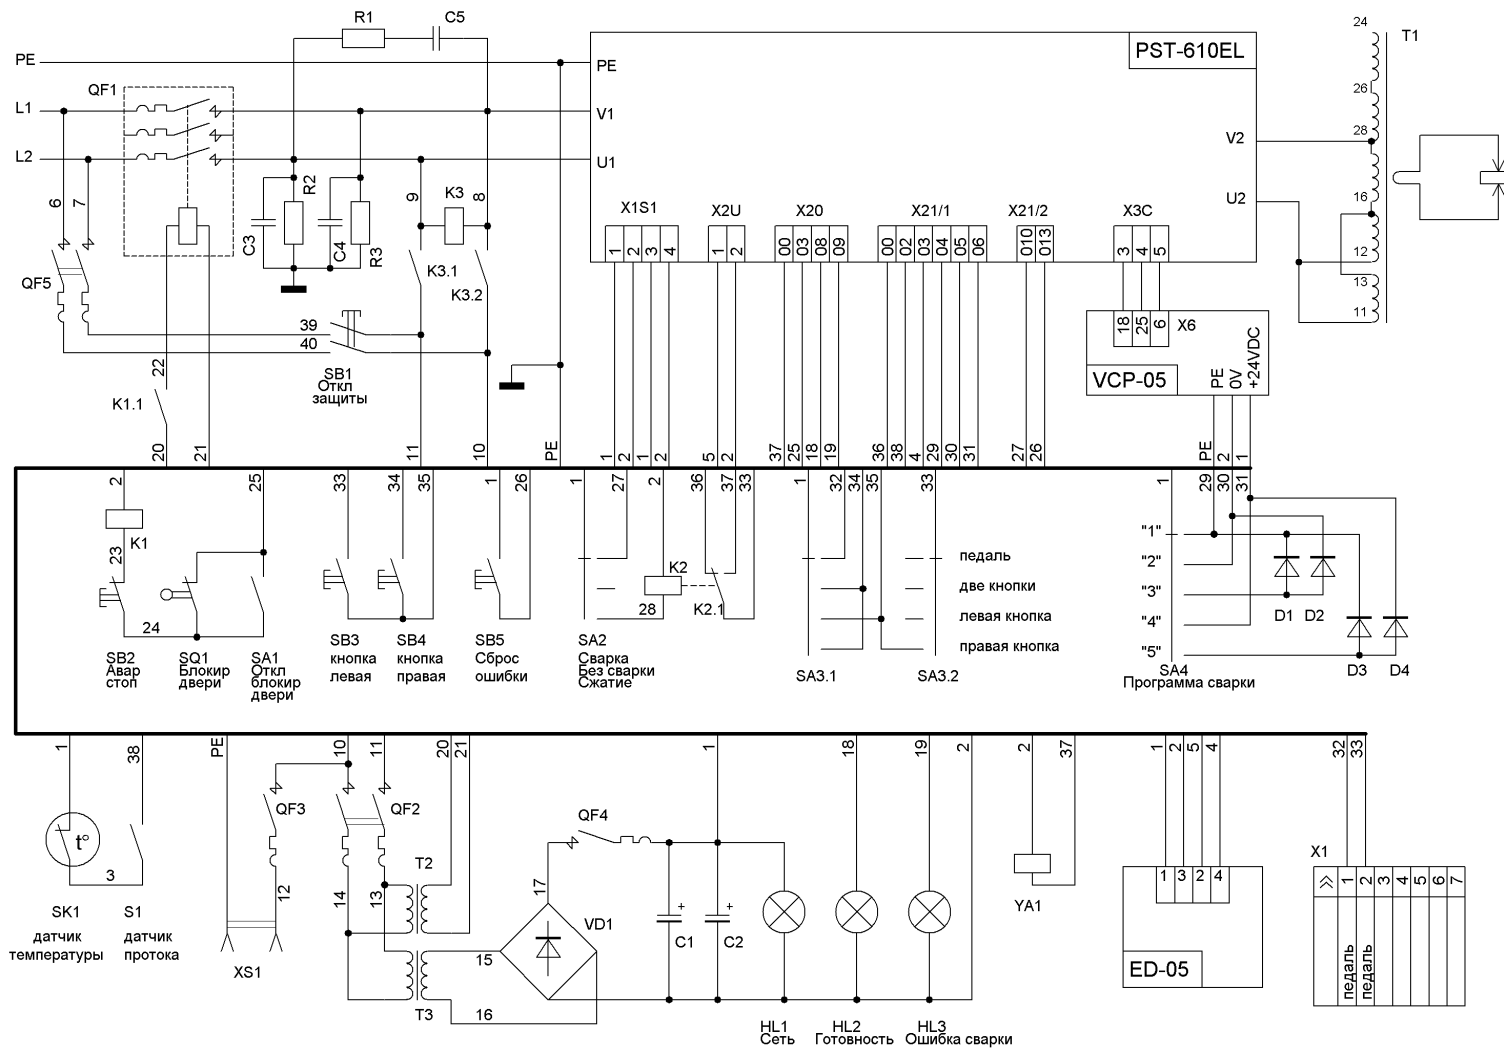 R1 C5
PE PE PST-610EL 24 T1
QF1
L1 V1 26
V2 28
L2 U1
6 7 C3 R2 C4 R3 9 K3 8 U2 16
X1S1 X2U X20 X21/1 X21/2 X3C
1 2 3 4 1 2 00 03 08 09 00 02 03 04 05 06 010 013 3 4 5
12
QF5 K3.1 13
K3.2
39 18 25 6 X6 11
40
22 SB1
Откл
защиты
VCP-05 PE 0V +24VDC
K1.1
20 21 11 10 PE 1 2 1 2 5 2 37 25 18 19 36 38 4 29 30 31 27 26 PE 2 1
2 25 33 34 35 1 26 1 27 2 36 37 33 1 32 34 35 33 1 29 30 31
K1
23
"1"
педаль
K2 "2"
две кнопки
"3"
28 K2.1 D1 D2
левая кнопка
"4"
24
правая кнопка
"5"
SB2
Авар
стоп
SQ1
Блокир
двери
SA1
Откл
блокир
двери
SB3
кнопка
левая
SB4
кнопка
правая
SB5
Сброс
ошибки
SA2
Сварка
Без сварки
Сжатие
SA3.1 SA3.2
SA4
Программа сварки
D3 D4
1 38 PE 10 11 20 21 1 18 19 2 2 37 1 2 5 4 32 33
QF3 QF2 QF4
t°
T2 X1
3 12 14 13 17 1 3 2 4 1 2 3 4 5 6 7
SK1
датчик
температуры
S1
датчик
протока
XS1
VD1 + C1 + C2 YA1
15
ED-05 педаль педаль
T3 16
HL1
Сеть
HL2
Готовность
HL3
Ошибка сварки